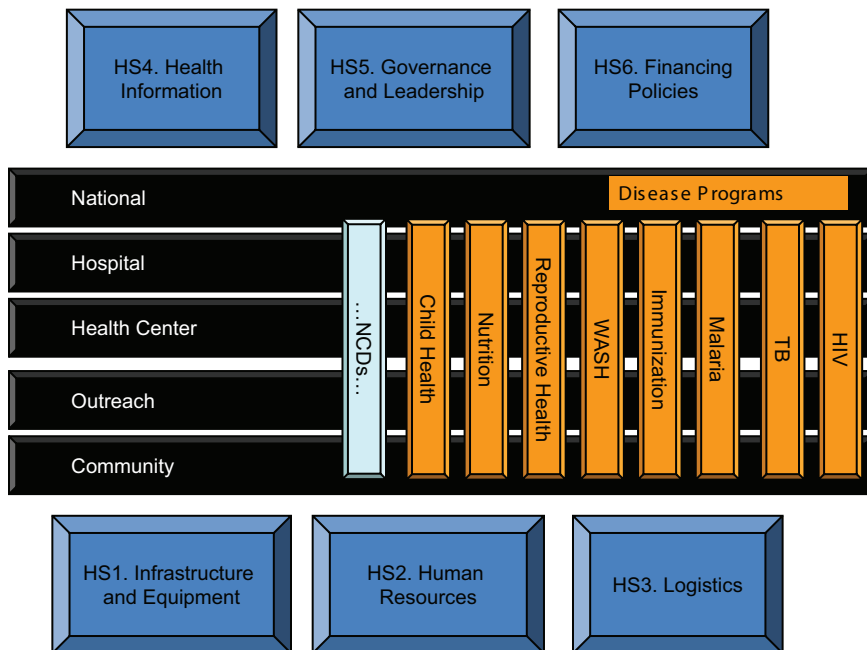 HS4. Health
Information
HS5. Governance
and Leadership
HS6. Financing
Policies
National
Disease Programs
Hospital
Health Center
Outreach
Community
...NCDs....
Child Health
Nutrition
Reproductive Health
WASH
Immunization
Malaria
TB
HIV
HS1. Infrastructure
and Equipment
HS2. Human
Resources
HS3. Logistics